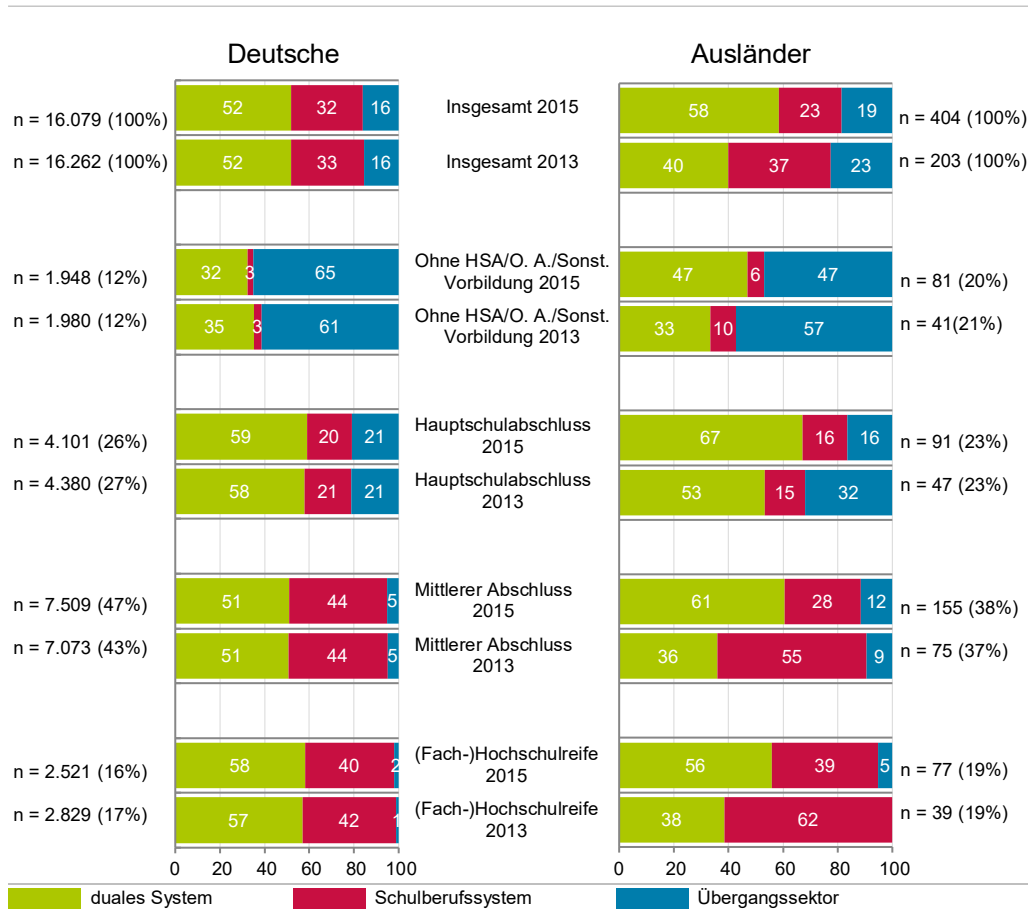 Deutsche Ausländer
n = 16.079 (100%) 52 32 16 Insgesamt 2015 58 23 19 n = 404 (100%)
n = 16.262 (100%) 52 33 16 Insgesamt 2013 40 37 23 n = 203 (100%)
n = 1.948 (12%) 32 3 65 Ohne HSA/O. A./Sonst. Vorbildung 2015 47 6 47 n = 81 (20%)
n = 1.980 (12%) 35 3 61 Ohne HSA/O. A./Sonst. Vorbildung 2013 33 10 57 n = 41(21%)
n = 4.101 (26%) 59 20 21 Hauptschulabschluss 2015 67 16 16 n = 91 (23%)
n = 4.380 (27%) 58 21 21 Hauptschulabschluss 2013 53 15 32 n = 47 (23%)
n = 7.509 (47%) 51 44 5 Mittlerer Abschluss 2015 61 28 12 n = 155 (38%)
n = 7.073 (43%) 51 44 5 Mittlerer Abschluss 2013 36 55 9 n = 75 (37%)
n = 2.521 (16%) 58 40 2 (Fach-)Hochschulreife 2015 56 39 5 n = 77 (19%)
n = 2.829 (17%) 57 42 1 (Fach-)Hochschulreife 2013 38 62 n = 39 (19%)
0 20 40 60 80 100 0 20 40 60 80 100
duales System Schulberufssystem Übergangssektor